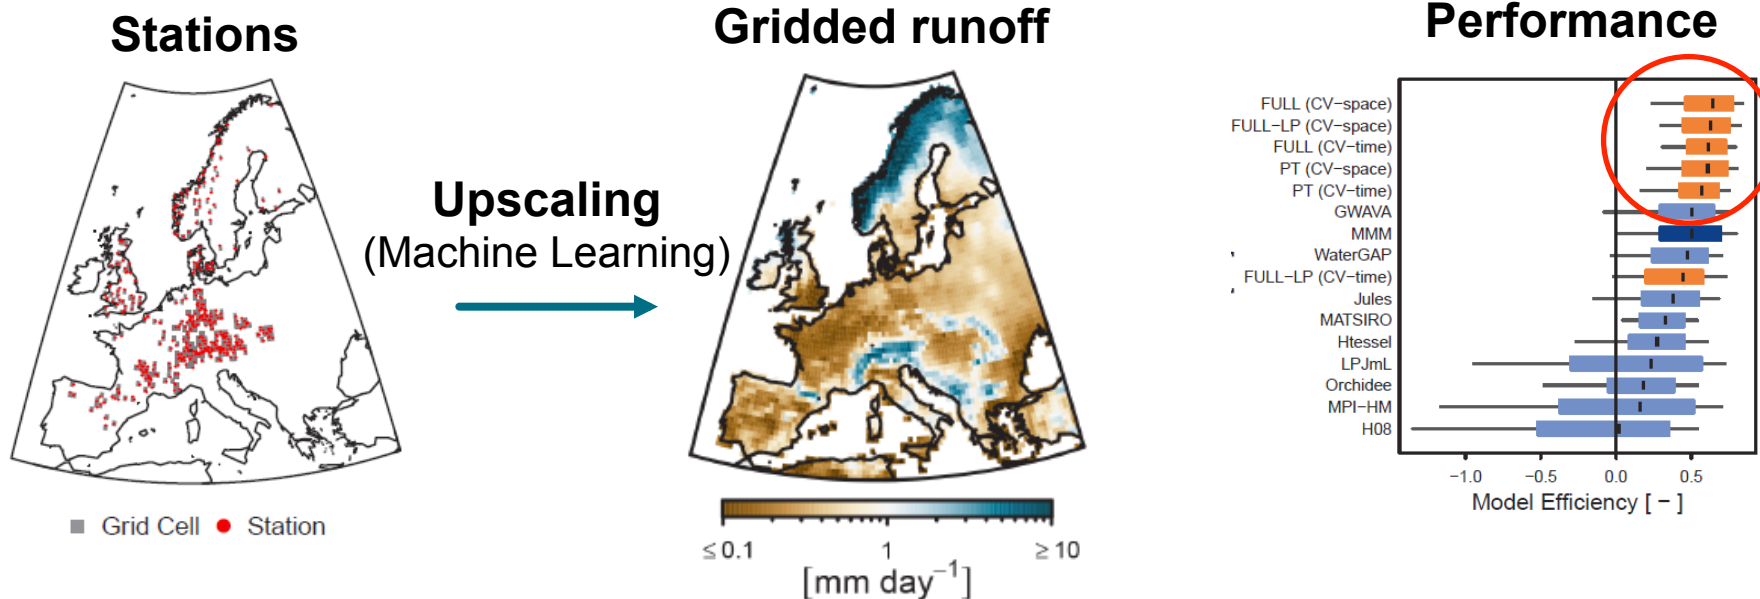 Stations
Grid Cell
Station
Upscaling
(Machine Learning)
Gridded runoff
≤ 0.1
1
≥ 10
[mm day⁻¹]
Performance
FULL (CV−space)
FULL−LP (CV−space)
FULL (CV−time)
PT (CV−space)
PT (CV−time)
GWAVA
MMM
WaterGAP
FULL−LP (CV−time)
Jules
MATSIRO
Htessel
LPJmL
Orchidee
MPI−HM
H08
−1.0
−0.5
0.0
0.5
Model Efficiency [ − ]